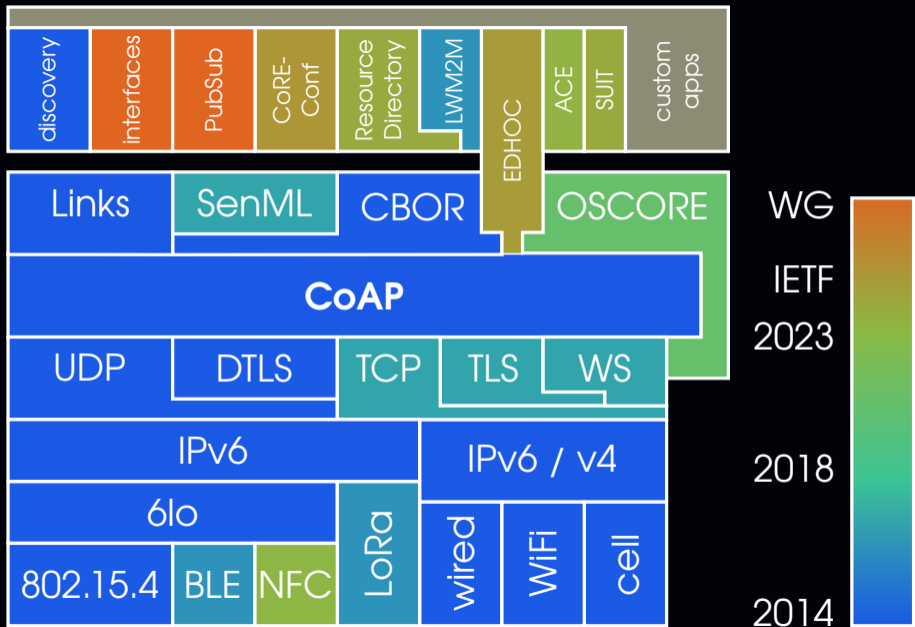 discovery
interfaces
PubSub
CoRE-
Conf
Resource
Directory
LWM2M
EDHOC
ACE
SUIT
custom
apps
Links
SenML
CBOR
OSCORE
CoAP
UDP
DTLS
TCP
TLS
WS
IPv6
IPv6 / v4
6lo
802.15.4
BLE
NFC
LoRa
wired
WiFi
cell
WG
IETF
2023
2018
2014